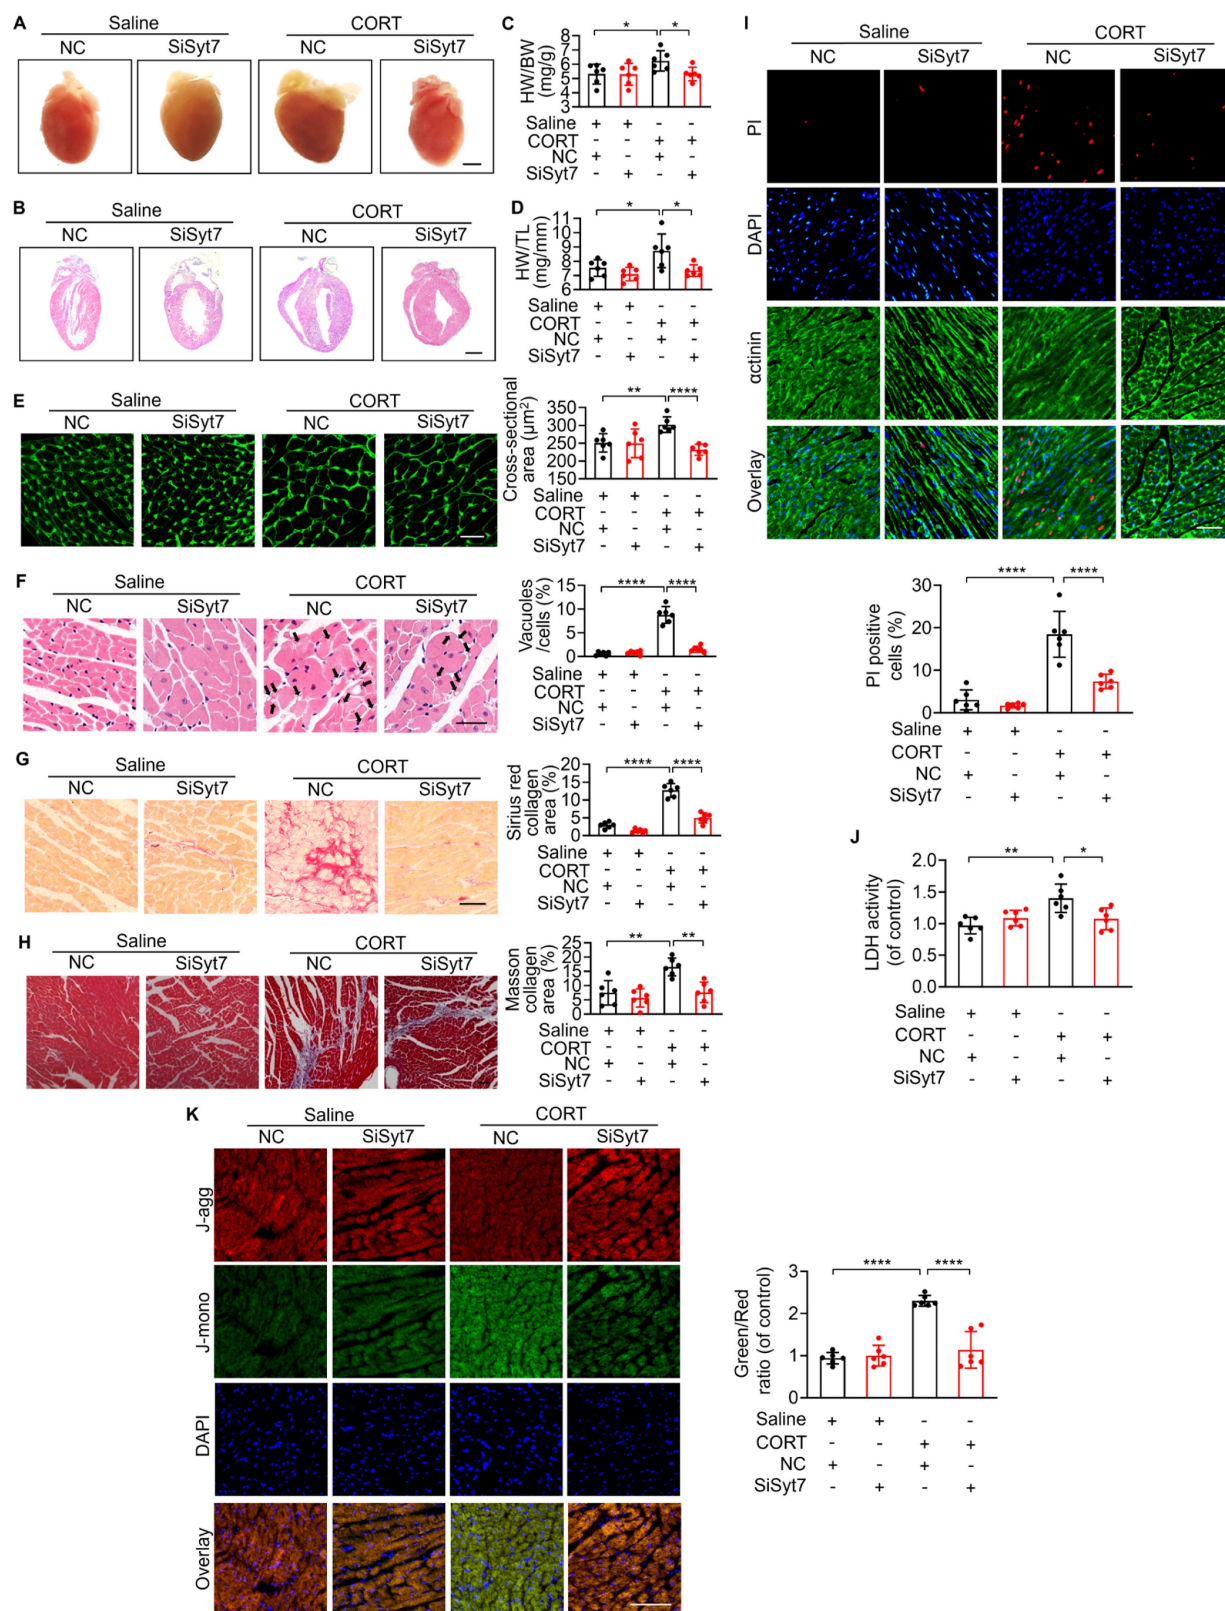 A
Saline CORT
NC SiSyt7 NC SiSyt7
B
Saline CORT
NC SiSyt7 NC SiSyt7
C
* *
HW/BW
(mg/g)
8
7
6
5
4
3
Saline + + - -
CORT - - + +
NC + - + -
SiSyt7 - + - +
D
* *
HW/TL
(mg/mm)
11
10
9
8
7
6
Saline + + - -
CORT - - + +
NC + - + -
SiSyt7 - + - +
E
Saline CORT
NC SiSyt7 NC SiSyt7
** ****
Cross-sectional
area (µm²)
350
300
250
200
150
Saline + + - -
CORT - - + +
NC + - + -
SiSyt7 - + - +
F
Saline CORT
NC SiSyt7 NC SiSyt7
**** ****
Vacuoles
/cells (%)
15
10
5
0
Saline + + - -
CORT - - + +
NC + - + -
SiSyt7 - + - +
G
Saline CORT
NC SiSyt7 NC SiSyt7
**** ****
Sirius red
collagen
area (%)
20
15
10
5
0
Saline + + - -
CORT - - + +
NC + - + -
SiSyt7 - + - +
H
Saline CORT
NC SiSyt7 NC SiSyt7
** **
Masson
collagen
area (%)
25
20
15
10
5
0
Saline + + - -
CORT - - + +
NC + - + -
SiSyt7 - + - +
I
Saline CORT
NC SiSyt7 NC SiSyt7
PI
DAPI
αctinin
Overlay
**** ****
PI positive
cells (%)
30
20
10
0
Saline + + - -
CORT - - + +
NC + - + -
SiSyt7 - + - +
J
** *
LDH activity
(of control)
2.0
1.5
1.0
0.5
0.0
Saline + + - -
CORT - - + +
NC + - + -
SiSyt7 - + - +
K
Saline CORT
NC SiSyt7 NC SiSyt7
J-agg
J-mono
DAPI
Overlay
**** ****
Green/Red
ratio (of control)
3
2
1
0
Saline + + - -
CORT - - + +
NC + - + -
SiSyt7 - + - +